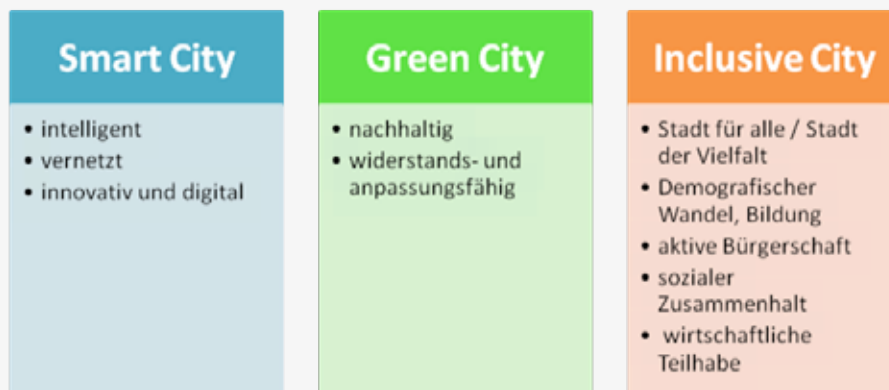 Smart City
• intelligent
• vernetzt
• innovativ und digital
Green City
• nachhaltig
• widerstands- und
anpassungsfähig
Inclusive City
• Stadt für alle / Stadt
der Vielfalt
• Demografischer
Wandel, Bildung
• aktive Bürgerschaft
• sozialer
Zusammenhalt
• wirtschaftliche
Teilhabe